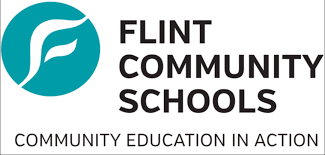 FLINT
COMMUNITY
SCHOOLS
COMMUNITY EDUCATION IN ACTION